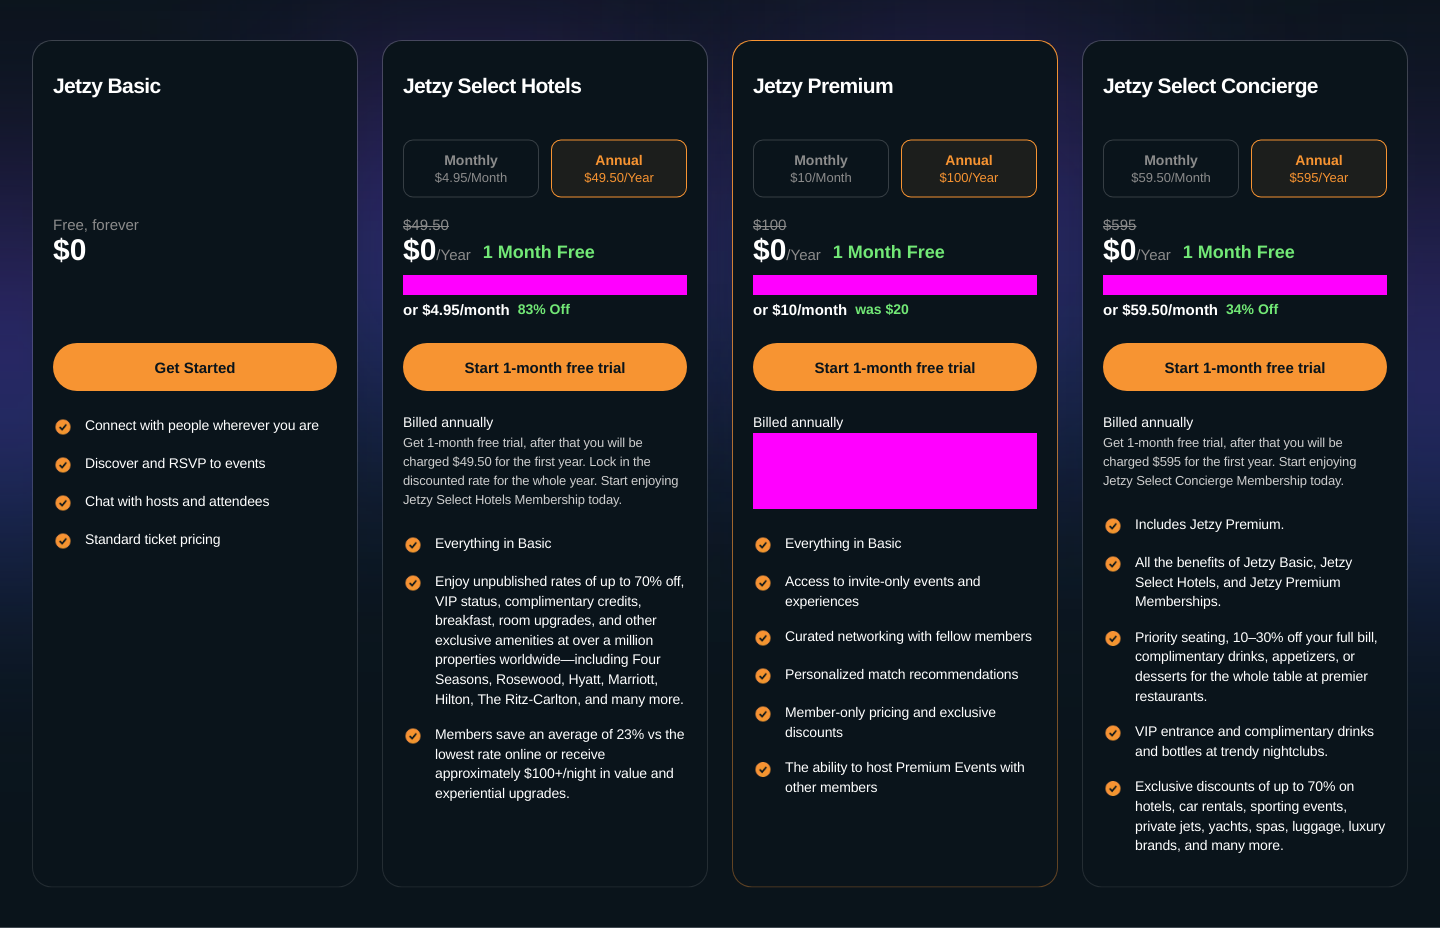 Jetzy Basic
Free, forever
$0
Get Started
Connect with people wherever you are
Discover and RSVP to events
Chat with hosts and attendees
Standard ticket pricing
Jetzy Select Hotels
Monthly
$4.95/Month
Annual
$49.50/Year
$49.50
$0/Year 1 Month Free
or $4.95/month 83% Off
Start 1-month free trial
Billed annually
Get 1-month free trial, after that you will be
charged $49.50 for the first year. Lock in the
discounted rate for the whole year. Start enjoying
Jetzy Select Hotels Membership today.
Everything in Basic
Enjoy unpublished rates of up to 70% off,
VIP status, complimentary credits,
breakfast, room upgrades, and other
exclusive amenities at over a million
properties worldwide—including Four
Seasons, Rosewood, Hyatt, Marriott,
Hilton, The Ritz-Carlton, and many more.
Members save an average of 23% vs the
lowest rate online or receive
approximately $100+/night in value and
experiential upgrades.
Jetzy Premium
Monthly
$10/Month
Annual
$100/Year
$100
$0/Year 1 Month Free
or $10/month was $20
Start 1-month free trial
Billed annually
Everything in Basic
Access to invite-only events and
experiences
Curated networking with fellow members
Personalized match recommendations
Member-only pricing and exclusive
discounts
The ability to host Premium Events with
other members
Jetzy Select Concierge
Monthly
$59.50/Month
Annual
$595/Year
$595
$0/Year 1 Month Free
or $59.50/month 34% Off
Start 1-month free trial
Billed annually
Get 1-month free trial, after that you will be
charged $595 for the first year. Start enjoying
Jetzy Select Concierge Membership today.
Includes Jetzy Premium.
All the benefits of Jetzy Basic, Jetzy
Select Hotels, and Jetzy Premium
Memberships.
Priority seating, 10–30% off your full bill,
complimentary drinks, appetizers, or
desserts for the whole table at premier
restaurants.
VIP entrance and complimentary drinks
and bottles at trendy nightclubs.
Exclusive discounts of up to 70% on
hotels, car rentals, sporting events,
private jets, yachts, spas, luggage, luxury
brands, and many more.